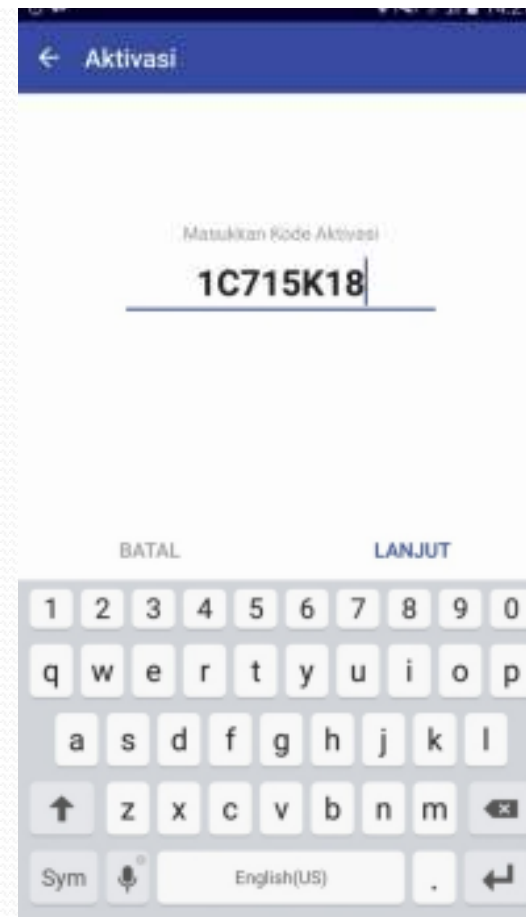 Aktivasi
Masukkan Kode Aktivasi
1C715K18
BATAL LANJUT
1 2 3 4 5 6 7 8 9 0
q w e r t y u i o p
a s d f g h j k l
z x c v b n m
Sym English(US) .